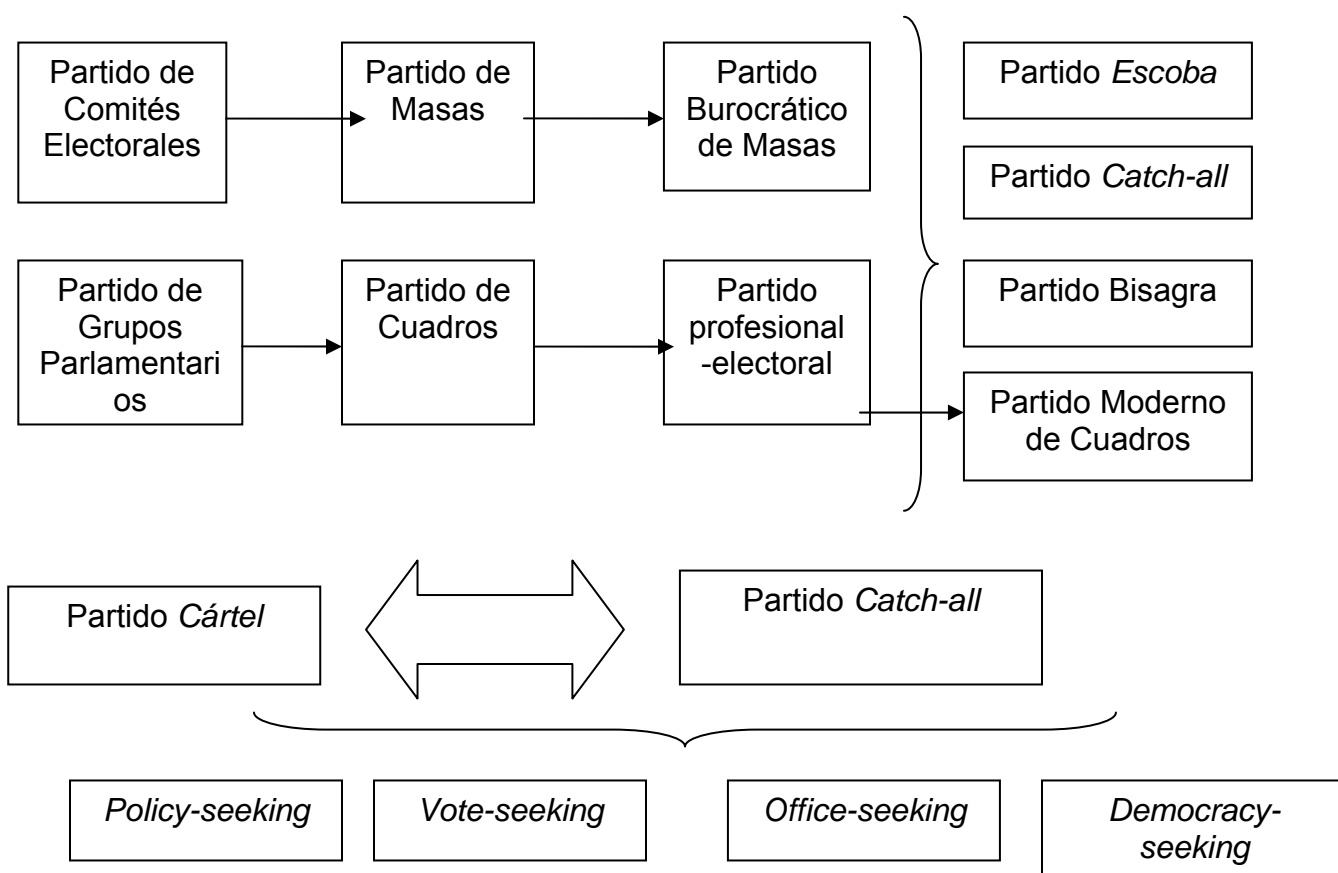 Partido de
Comités
Electorales
Partido de
Masas
Partido
Burocrático
de Masas
Partido Escoba
Partido Catch-all
Partido de
Grupos
Parlamentari
os
Partido de
Cuadros
Partido
profesional
-electoral
Partido Bisagra
Partido Moderno
de Cuadros
Partido Cártel
Partido Catch-all
Policy-seeking
Vote-seeking
Office-seeking
Democracy-
seeking